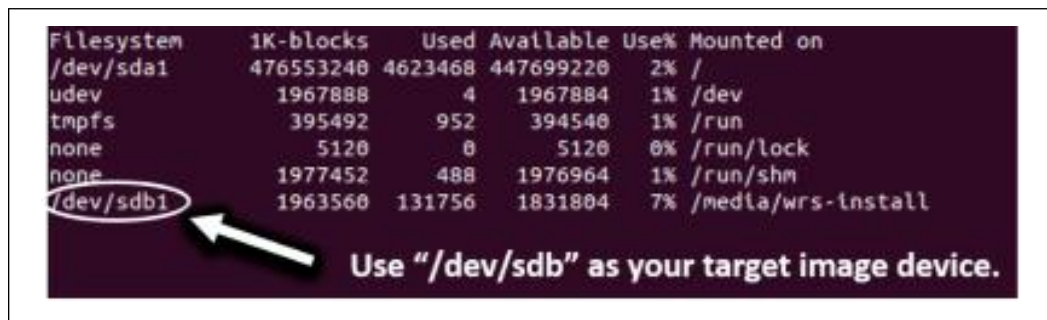 Filesystem 1K-blocks Used Available Use% Mounted on
/dev/sda1 476553240 4623468 447699220 2% /
udev 1967888 4 1967884 1% /dev
tmpfs 395492 952 394540 1% /run
none 5120 0 5120 0% /run/lock
none 1977452 488 1976964 1% /run/shm
/dev/sdb1 1963560 131756 1831804 7% /media/wrs-install
Use “/dev/sdb” as your target image device.